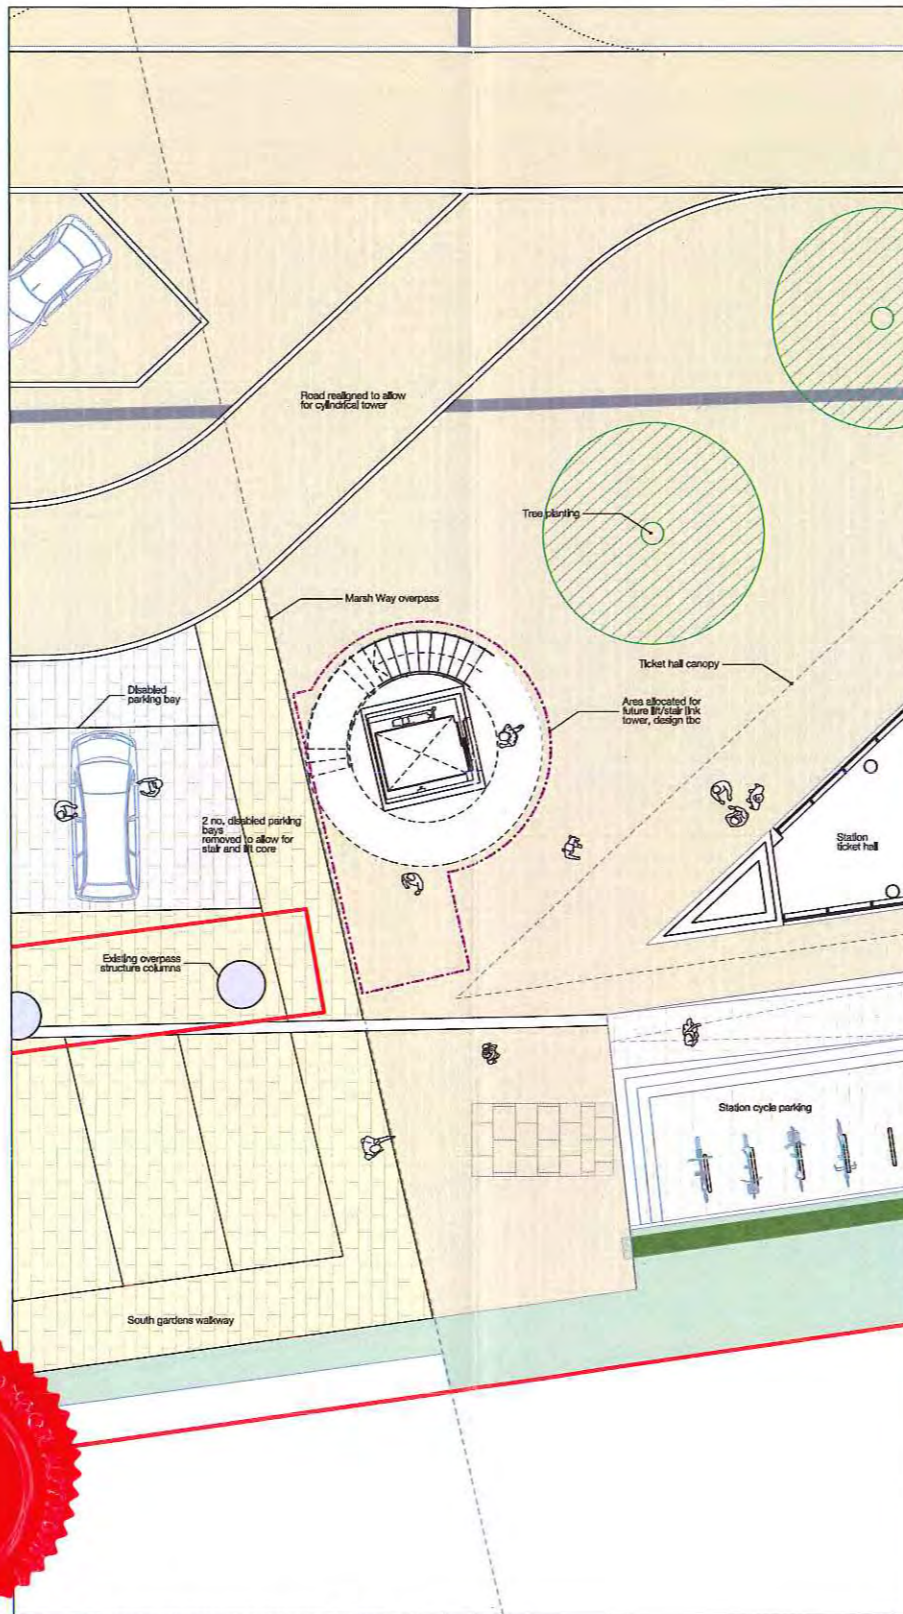 Road realigned to allow
for cylindrical tower
Tree planting
Marsh Way overpass
Ticket hall canopy
Disabled
parking bay
Area allocated for
future lift/stair link
tower, design tbc
2 no. disabled parking
bays
removed to allow for
stair and lift core
Station
ticket hall
Existing overpass
structure columns
Station cycle parking
South gardens walkway